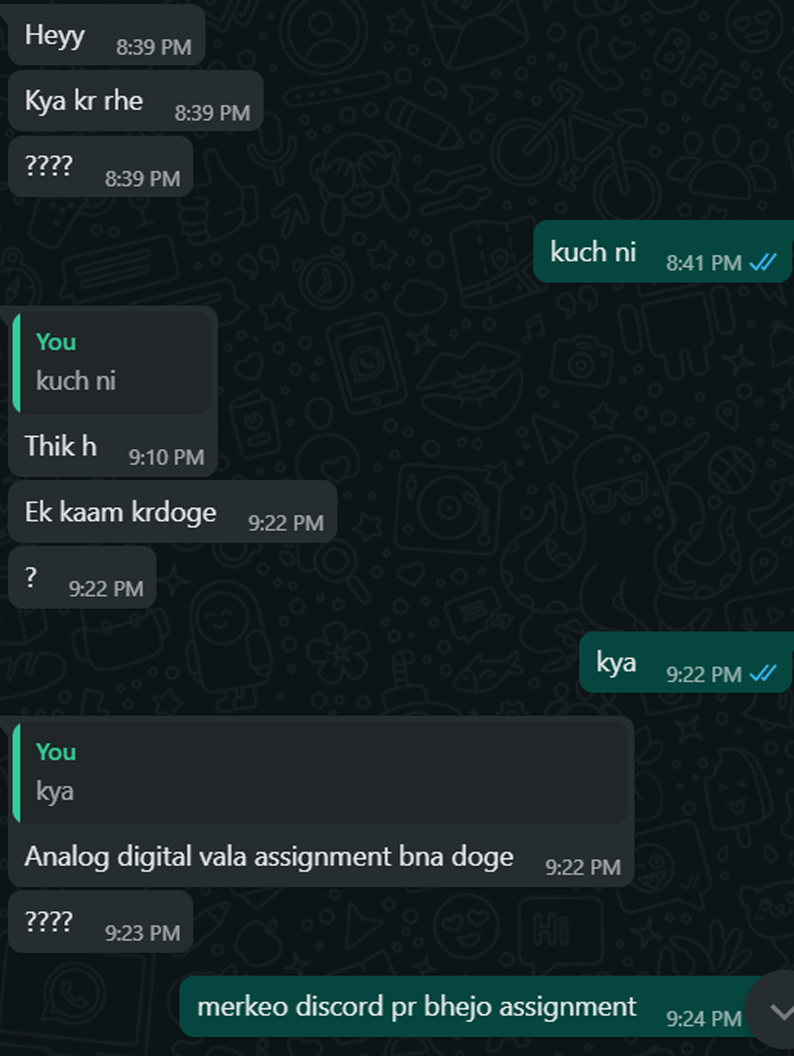 Heyy 8:39 PM
Kya kr rhe 8:39 PM
???? 8:39 PM
kuch ni 8:41 PM
You
kuch ni
Thik h 9:10 PM
Ek kaam krdoge 9:22 PM
? 9:22 PM
kya 9:22 PM
You
kya
Analog digital vala assignment bna doge 9:22 PM
???? 9:23 PM
merkeo discord pr bhejo assignment 9:24 PM